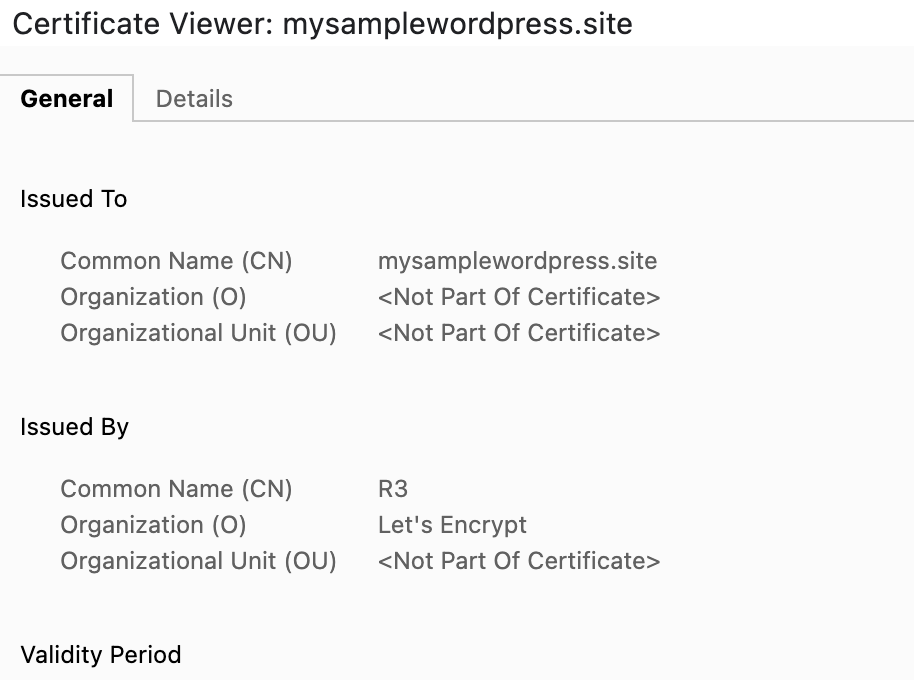 Certificate Viewer: mysamplewordpress.site
General Details
Issued To
Common Name (CN) mysamplewordpress.site
Organization (O) <Not Part Of Certificate>
Organizational Unit (OU) <Not Part Of Certificate>
Issued By
Common Name (CN) R3
Organization (O) Let's Encrypt
Organizational Unit (OU) <Not Part Of Certificate>
Validity Period